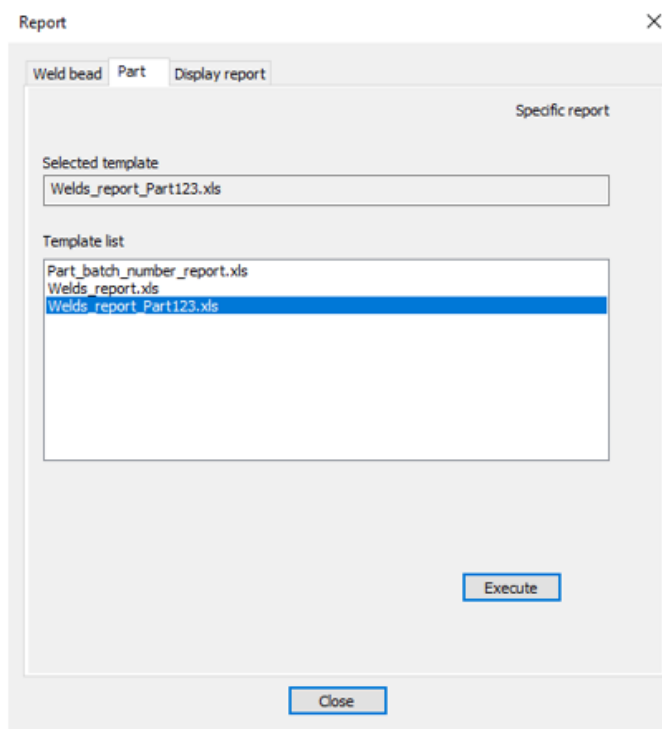 Report
Weld bead Part Display report
Specific report
Selected template
Welds_report_Part123.xls
Template list
Part_batch_number_report.xls
Welds_report.xls
Welds_report_Part123.xls
Execute
Close